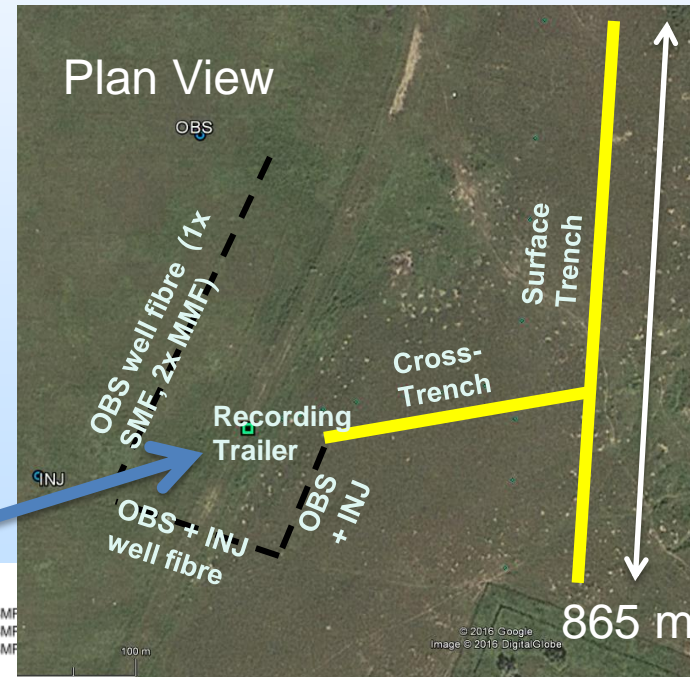 Plan View
OBS
OBS well fibre (1x
SMF, 2x MMF)
Surface
Trench
Cross-
Trench
Recording
Trailer
INJ
OBS
+ INJ
OBS + INJ
well fibre
865 m
© 2016 Google
Image © 2016 DigitalGlobe
100 m